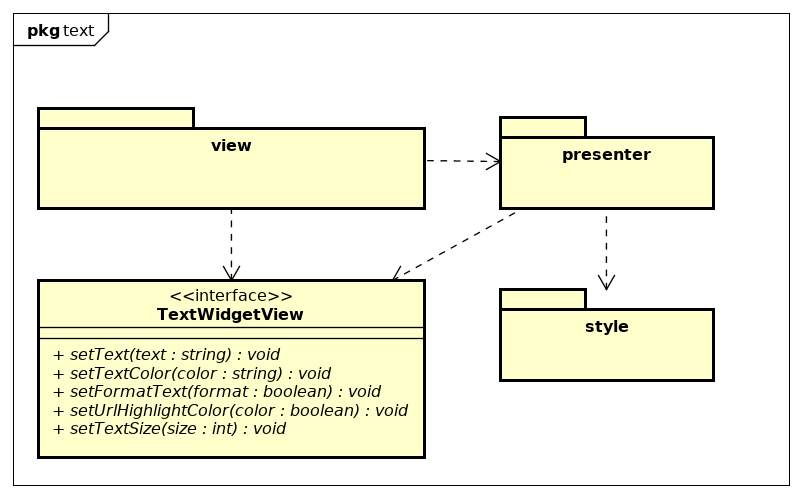 pkg text
view
presenter
<<interface>>
TextWidgetView
+ setText(text : string) : void
+ setTextColor(color : string) : void
+ setFormatText(format : boolean) : void
+ setUrlHighlightColor(color : boolean) : void
+ setTextSize(size : int) : void
style